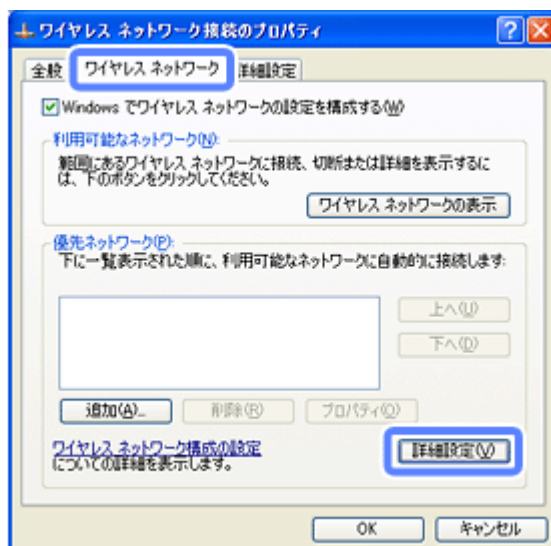 ワイヤレス ネットワーク接続のプロパティ
全般 ワイヤレス ネットワーク 詳細設定
Windows でワイヤレス ネットワークの設定を構成する(W)
利用可能なネットワーク(N):
範囲にあるワイヤレス ネットワークに接続、切断または詳細を表示するに
は、下のボタンをクリックしてください。
ワイヤレス ネットワークの表示
優先ネットワーク(P):
下に一覧表示された順に、利用可能なネットワークに自動的に接続します:
上へ(U)
下へ(D)
追加(A)... 削除(R) プロパティ(O)
ワイヤレス ネットワーク構成の設定
についての詳細を表示します。
詳細設定(V)
OK キャンセル